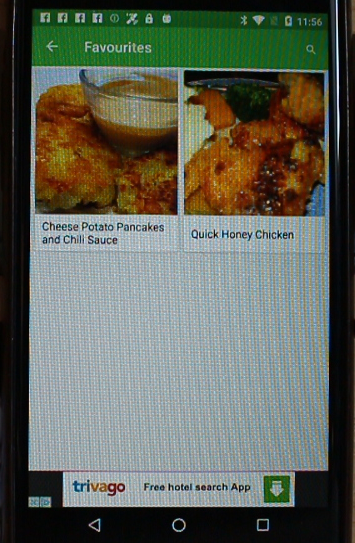 11:56
Favourites
Cheese Potato Pancakes
and Chili Sauce
Quick Honey Chicken
trivago
Free hotel search App